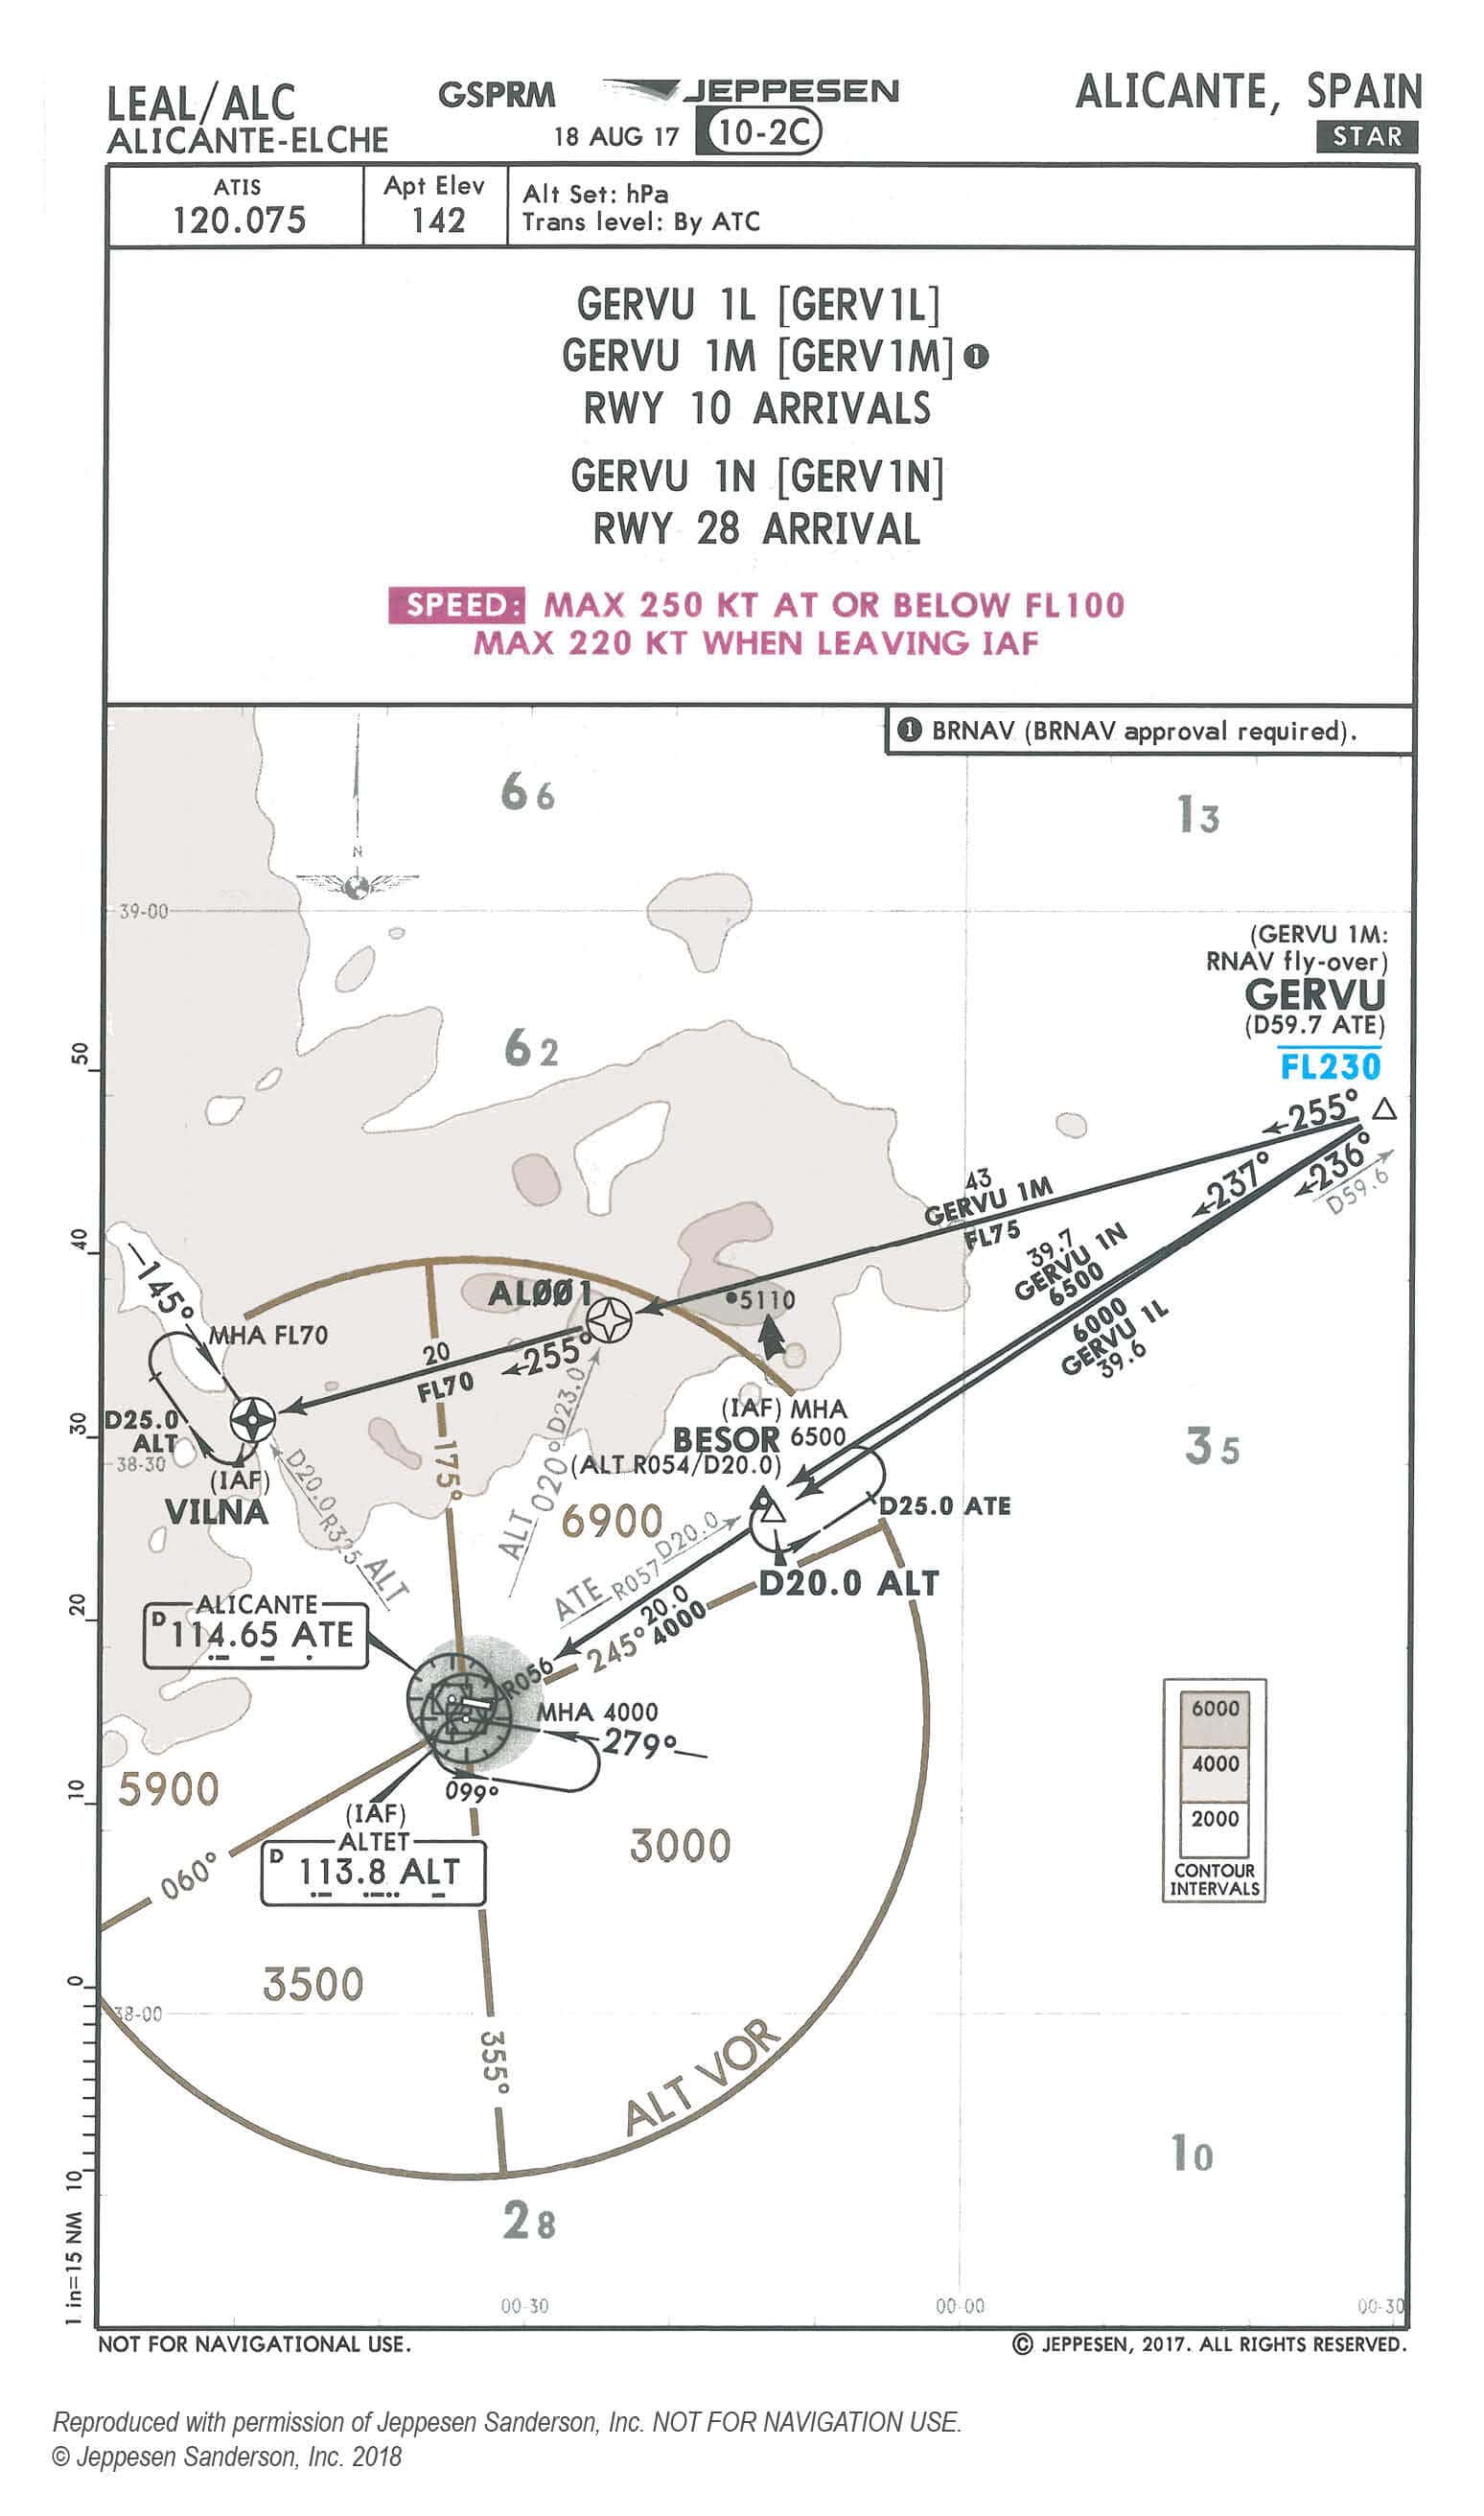 LEAL/ALC
ALICANTE-ELCHE
GSPRM
JEPPESEN
18 AUG 17
10-2C
ALICANTE, SPAIN
STAR
ATIS
120.075
Apt Elev
142
Alt Set: hPa
Trans level: By ATC
GERVU 1L [GERV1L]
GERVU 1M [GERV1M] 1
RWY 10 ARRIVALS
GERVU 1N [GERV1N]
RWY 28 ARRIVAL
SPEED: MAX 250 KT AT OR BELOW FL100
MAX 220 KT WHEN LEAVING IAF
1 BRNAV (BRNAV approval required).
66
13
N
39-00
(GERVU 1M:
RNAV fly-over)
GERVU
(D59.7 ATE)
FL230
62
50
255°
236°
D59.6
237°
43
GERVU 1M
FL75
39.7
GERVU 1N
6500
6000
GERVU 1L
39.6
40
145°
MHA FL70
ALØØ1
5110
20
FL70
255°
30
D25.0
ALT
38-30
(IAF)
VILNA
D20.0 R325 ALT
175°
ALT 020° D23.0
(IAF) MHA
BESOR 6500
(ALT R054/D20.0)
35
6900
D25.0 ATE
D20.0 ALT
ATE R057 D20.0
20.0
4000
245°
R056
20
ALICANTE
D 114.65 ATE
MHA 4000
279°
099°
10
5900
(IAF)
ALTET
D 113.8 ALT
060°
3000
6000
4000
2000
CONTOUR
INTERVALS
3500
0
38-00
355°
ALT VOR
10
10
28
1 in=15 NM
00-30
00-00
00-30
NOT FOR NAVIGATIONAL USE.
© JEPPESEN, 2017. ALL RIGHTS RESERVED.
Reproduced with permission of Jeppesen Sanderson, Inc. NOT FOR NAVIGATION USE.
© Jeppesen Sanderson, Inc. 2018